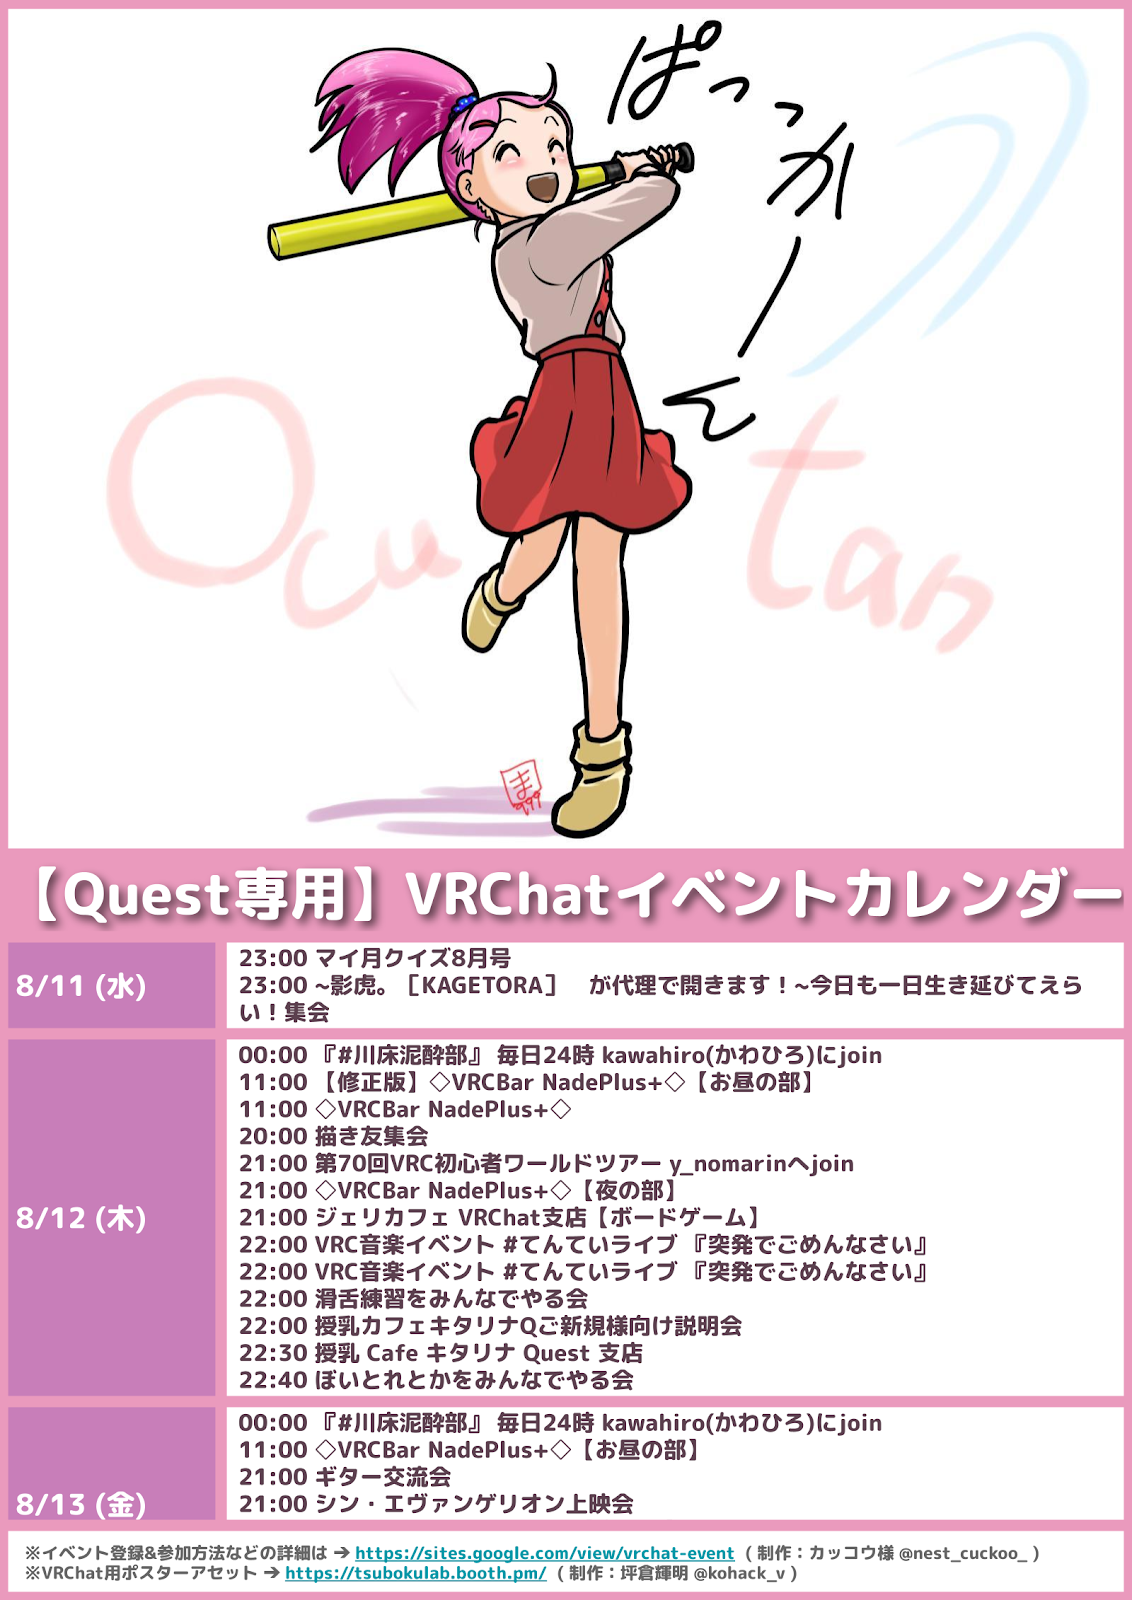 ぱっっかーん
Ocu tan
ま
999
【Quest専用】VRChatイベントカレンダー
8/11 (水)
23:00 マイ月クイズ8月号
23:00 ~影虎。［KAGETORA］　が代理で開きます！~今日も一日生き延びてえら
い！集会
8/12 (木)
00:00 『#川床泥酔部』 毎日24時 kawahiro(かわひろ)にjoin
11:00 【修正版】◇VRCBar NadePlus+◇【お昼の部】
11:00 ◇VRCBar NadePlus+◇
20:00 描き友集会
21:00 第70回VRC初心者ワールドツアー y_nomarinへjoin
21:00 ◇VRCBar NadePlus+◇【夜の部】
21:00 ジェリカフェ VRChat支店【ボードゲーム】
22:00 VRC音楽イベント #てんていライブ 『突発でごめんなさい』
22:00 VRC音楽イベント #てんていライブ 『突発でごめんなさい』
22:00 滑舌練習をみんなでやる会
22:00 授乳カフェキタリナQご新規様向け説明会
22:30 授乳 Cafe キタリナ Quest 支店
22:40 ぼいとれとかをみんなでやる会
8/13 (金)
00:00 『#川床泥酔部』 毎日24時 kawahiro(かわひろ)にjoin
11:00 ◇VRCBar NadePlus+◇【お昼の部】
21:00 ギター交流会
21:00 シン・エヴァンゲリオン上映会
※イベント登録&参加方法などの詳細は ➔ https://sites.google.com/view/vrchat-event （ 制作：カッコウ様 @nest_cuckoo_ ）
※VRChat用ポスターアセット ➔ https://tsubokulab.booth.pm/ （ 制作：坪倉輝明 @kohack_v ）